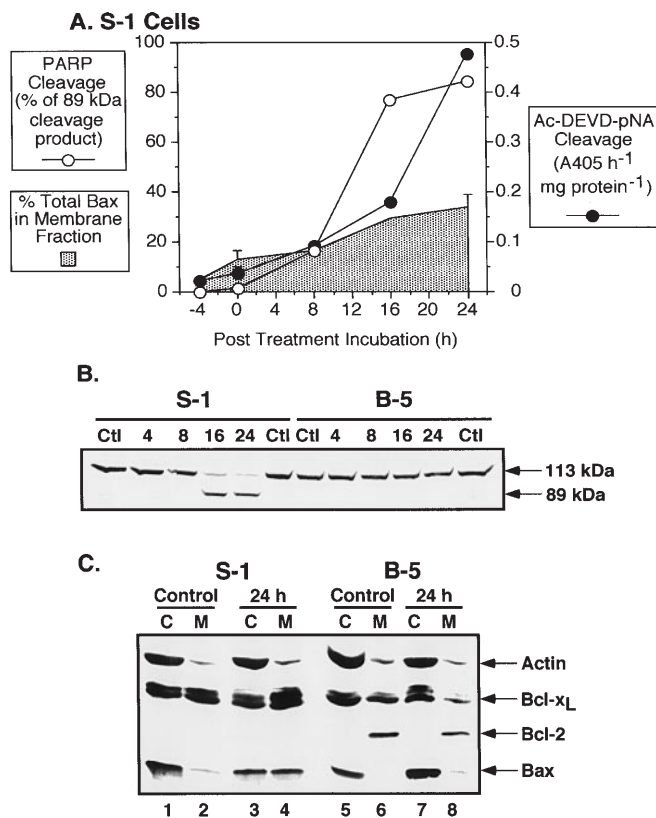 A. S-1 Cells
PARP
Cleavage
(% of 89 kDa
cleavage
product)
% Total Bax
in Membrane
Fraction
100
80
60
40
20
0
0.5
0.4
0.3
0.2
0.1
0
-4 0 4 8 12 16 20 24
Post Treatment Incubation (h)
Ac-DEVD-pNA
Cleavage
(A405 h⁻¹
mg protein⁻¹)
B.
S-1 B-5
Ctl 4 8 16 24 Ctl Ctl 4 8 16 24 Ctl
113 kDa
89 kDa
C.
S-1 B-5
Control 24 h Control 24 h
C M C M C M C M
Actin
Bcl-xL
Bcl-2
Bax
1 2 3 4 5 6 7 8